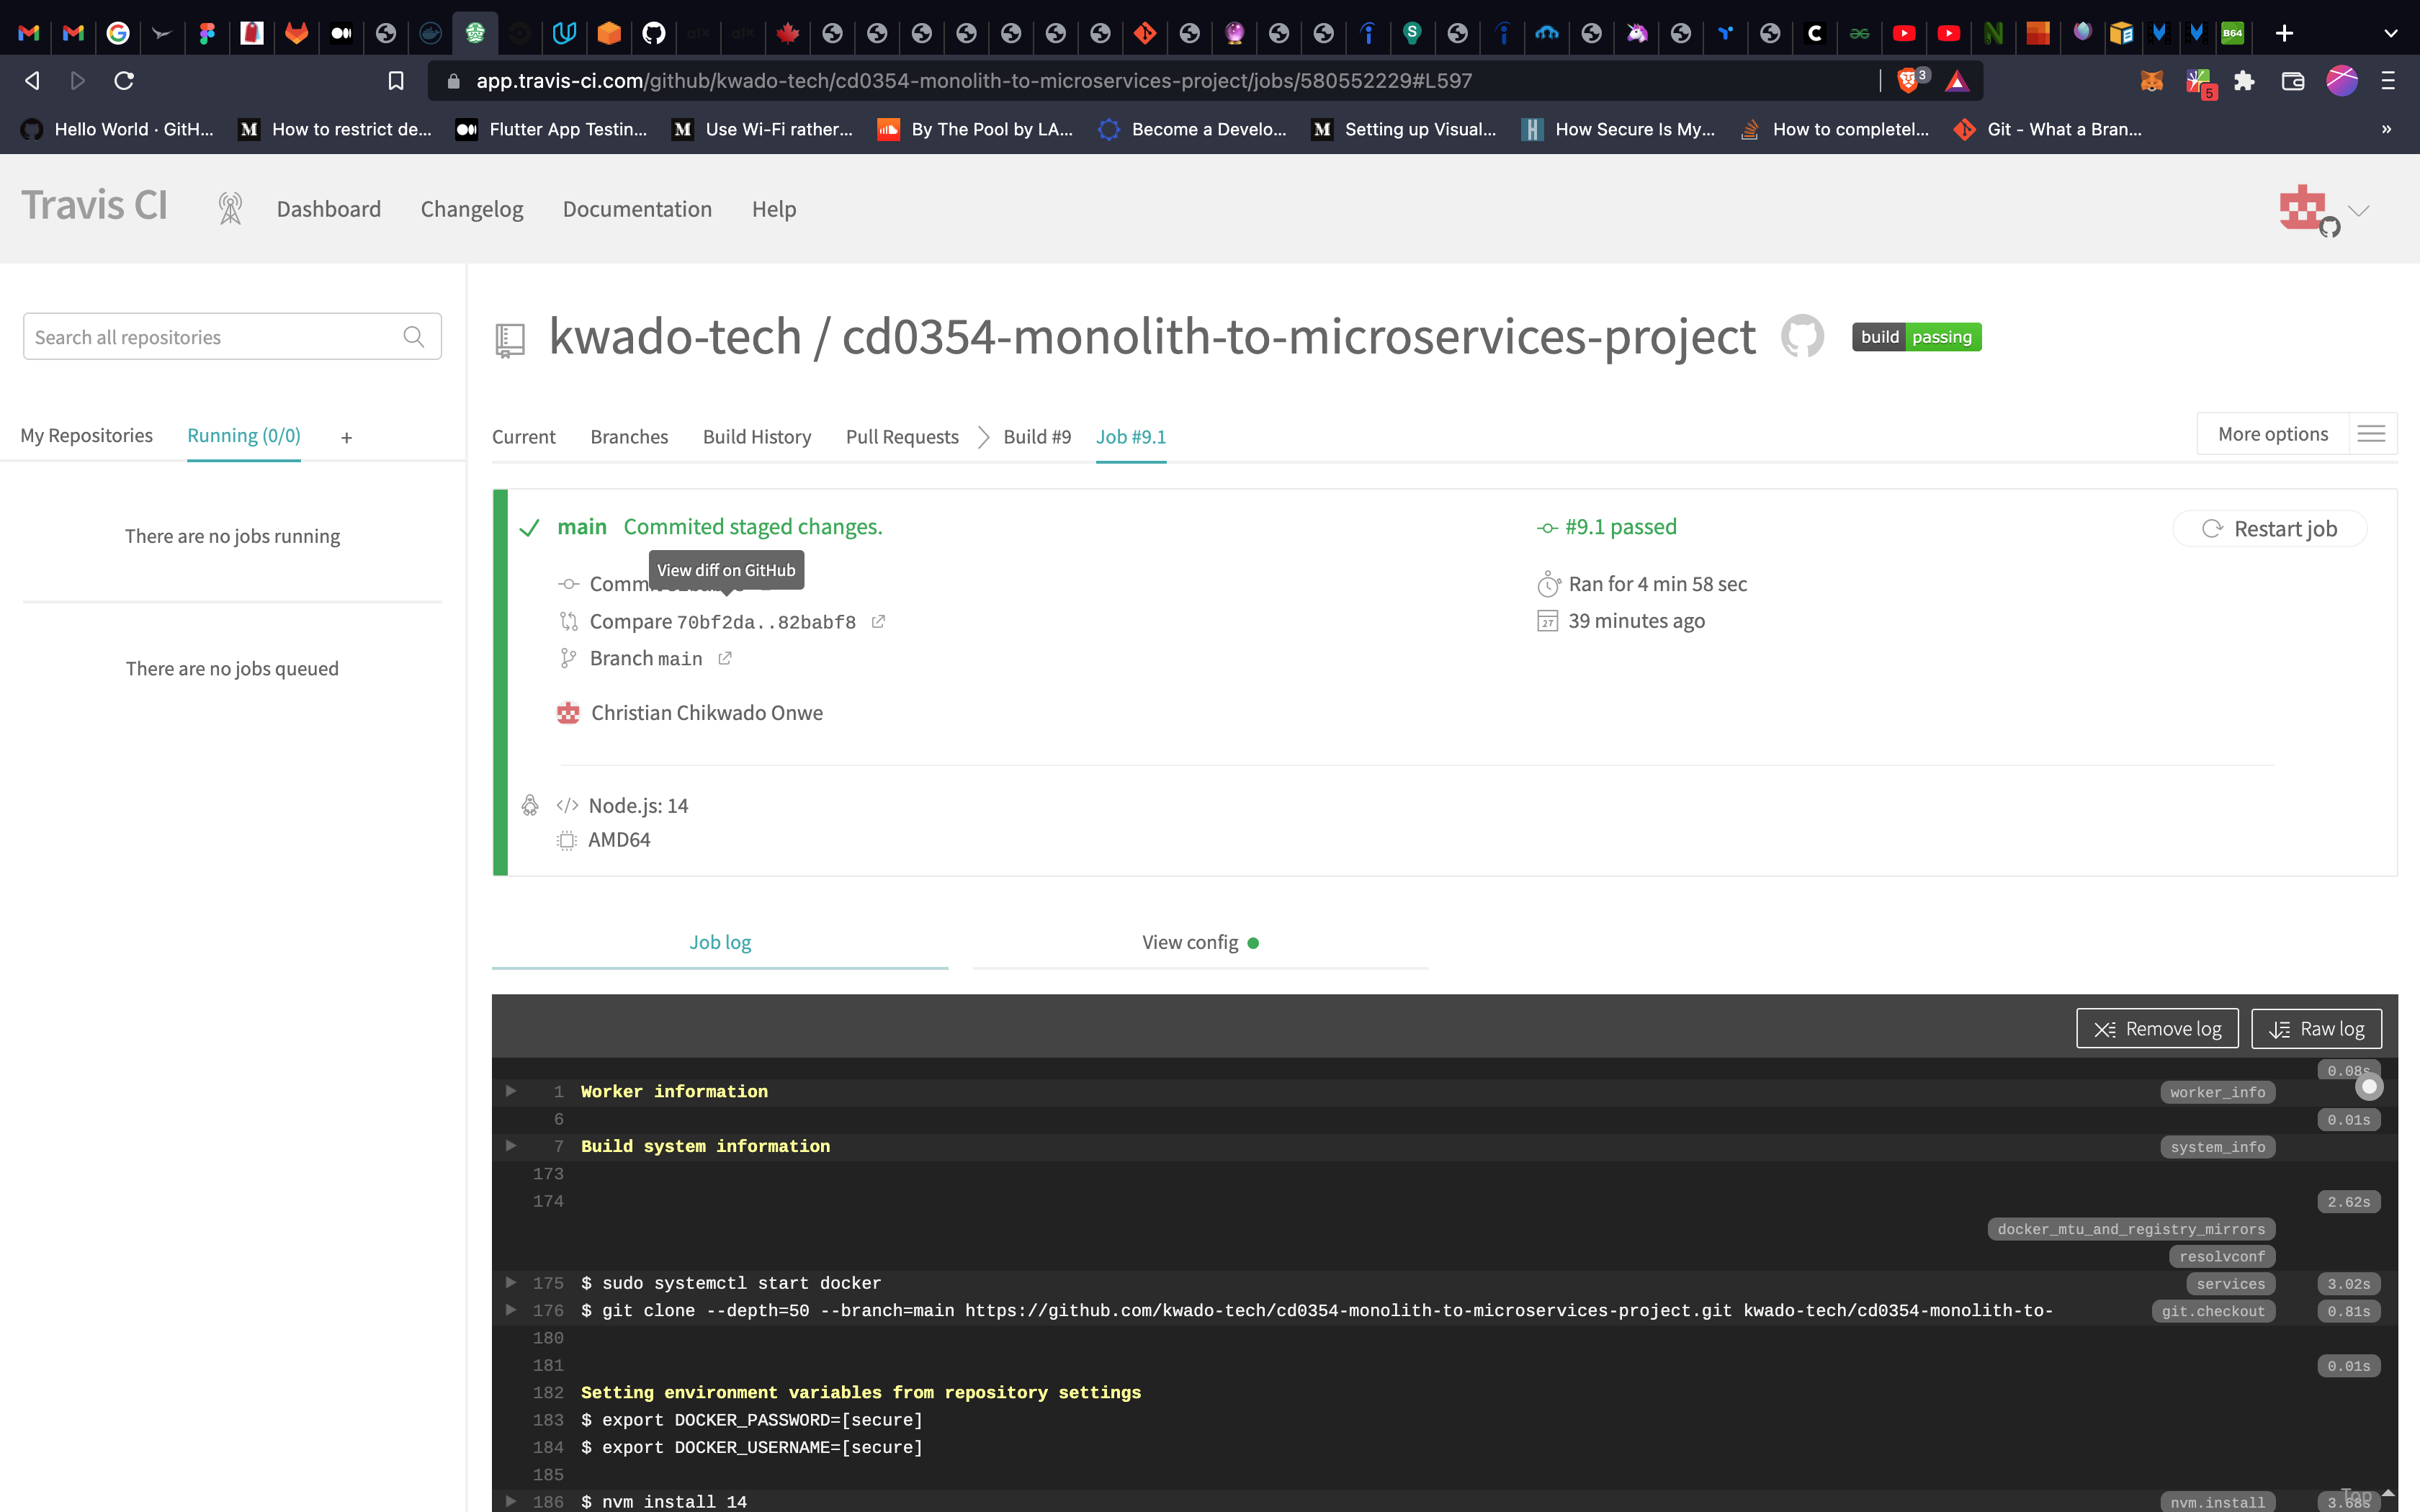 app.travis-ci.com/github/kwado-tech/cd0354-monolith-to-microservices-project/jobs/580552229#L597
3
5
B64
Hello World · GitH...
How to restrict de...
Flutter App Testin...
Use Wi-Fi rather...
By The Pool by LA...
Become a Develo...
Setting up Visual...
How Secure Is My...
How to completel...
Git - What a Bran...
»
Travis CI
Dashboard
Changelog
Documentation
Help
Search all repositories
kwado-tech / cd0354-monolith-to-microservices-project
build passing
My Repositories
Running (0/0)
+
Current
Branches
Build History
Pull Requests
Build #9
Job #9.1
More options
There are no jobs running
There are no jobs queued
main Commited staged changes.
#9.1 passed
Restart job
View diff on GitHub
Ran for 4 min 58 sec
Compare 70bf2da..82babf8
39 minutes ago
Branch main
Christian Chikwado Onwe
Node.js: 14
AMD64
Job log
View config
Remove log
Raw log
0.08s
1 Worker information worker_info
6 0.01s
7 Build system information system_info
173
174 2.62s
docker_mtu_and_registry_mirrors
resolvconf
175 $ sudo systemctl start docker services 3.02s
176 $ git clone --depth=50 --branch=main https://github.com/kwado-tech/cd0354-monolith-to-microservices-project.git kwado-tech/cd0354-monolith-to- git.checkout 0.81s
180
181 0.01s
182 Setting environment variables from repository settings
183 $ export DOCKER_PASSWORD=[secure]
184 $ export DOCKER_USERNAME=[secure]
185
186 $ nvm install 14 nvm.install 3.68s
Top